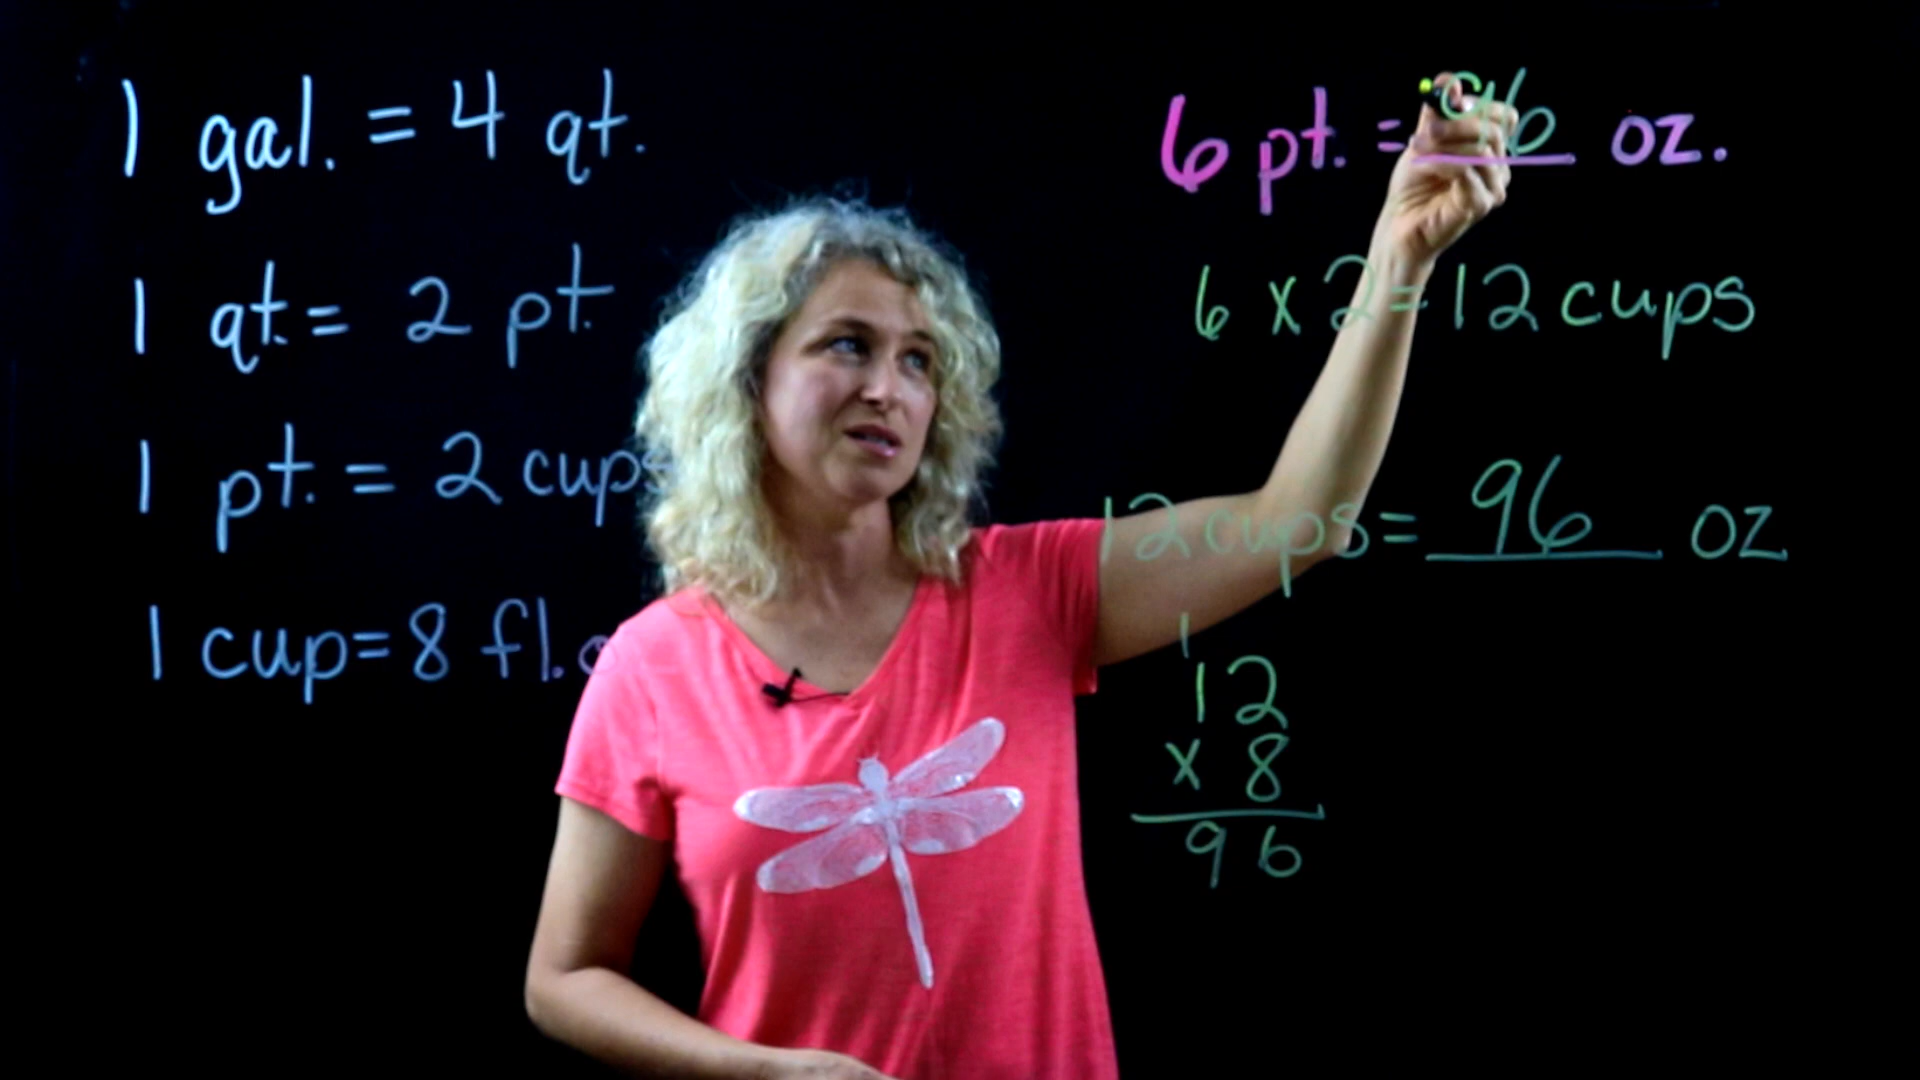 1 gal. = 4 qt.
1 qt. = 2 pt.
1 pt. = 2 cups
1 cup = 8 fl.
6 pt. = 96 oz.
6 x 2 = 12 cups
12 cups = 96 oz
1
12
x 8
96